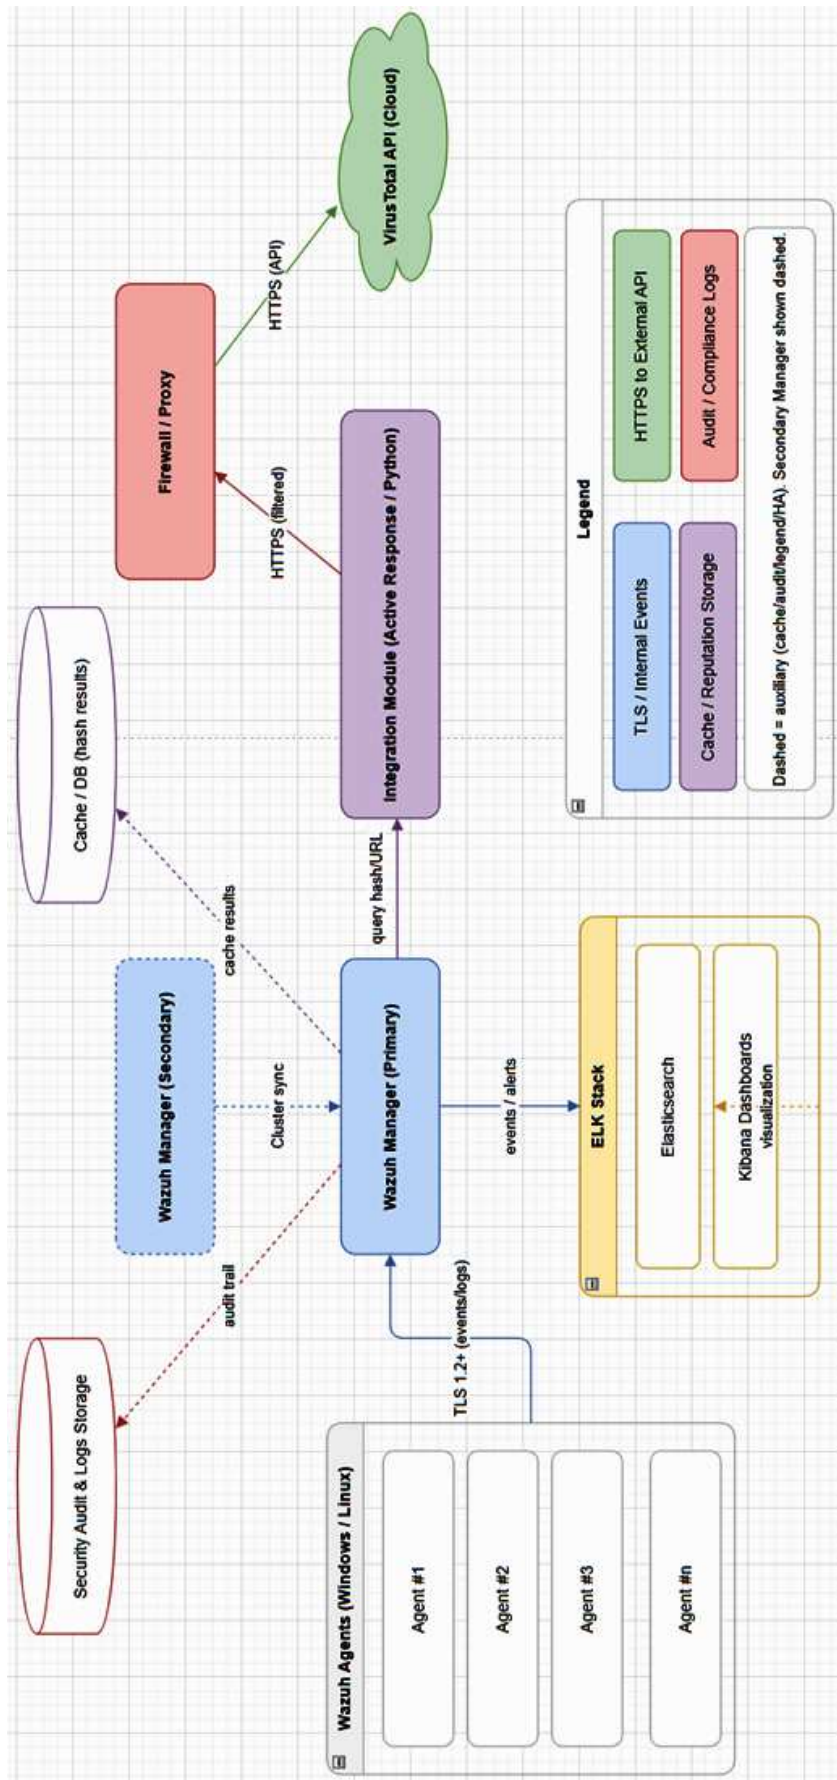 Security Audit & Logs Storage
Cache / DB (hash results)
Wazuh Manager (Secondary)
Firewall / Proxy
audit trail
Cluster sync
cache results
HTTPS (filtered)
HTTPS (API)
Wazuh Agents (Windows / Linux)
Agent #1
Agent #2
Agent #3
Agent #n
TLS 1.2+ (events/logs)
Wazuh Manager (Primary)
query hash/URL
Integration Module (Active Response / Python)
VirusTotal API (Cloud)
events / alerts
ELK Stack
Elasticsearch
Kibana Dashboards
visualization
Legend
TLS / Internal Events
HTTPS to External API
Cache / Reputation Storage
Audit / Compliance Logs
Dashed = auxiliary (cache/audit/legend/HA). Secondary Manager shown dashed.